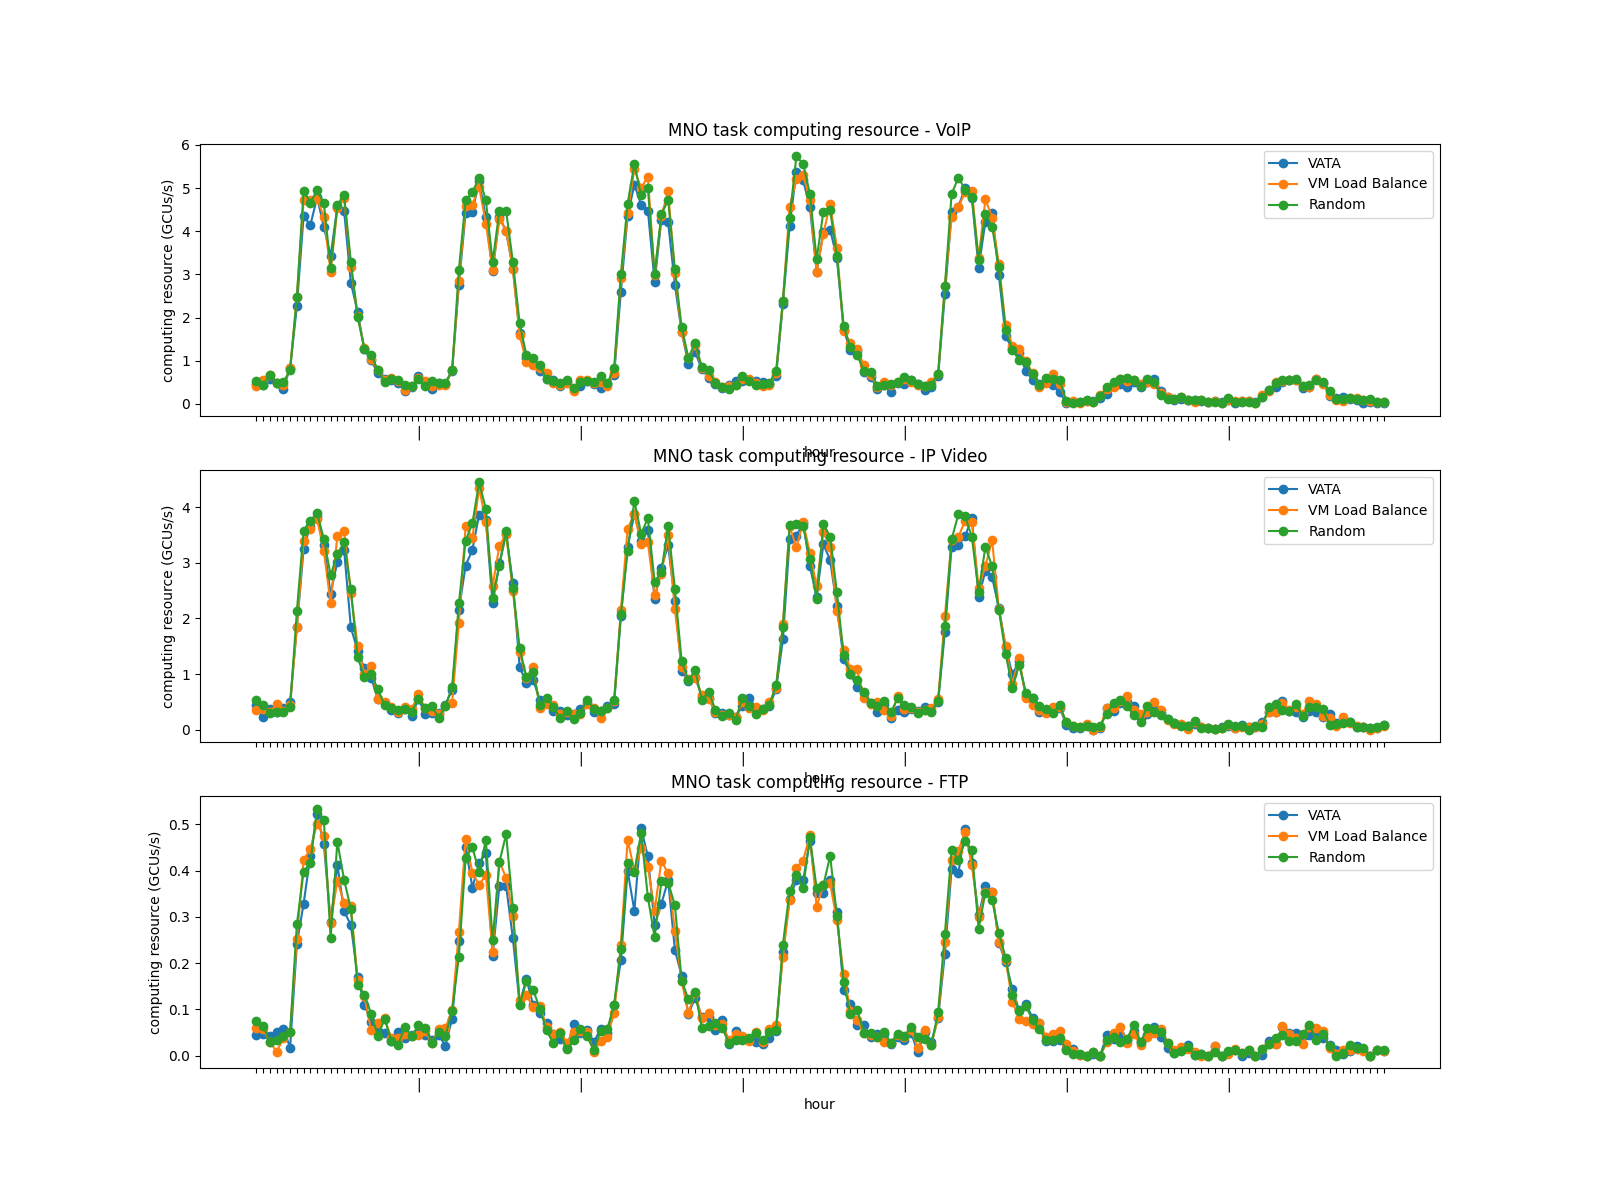 MNO task computing resource - VoIP
6
5
4
3
2
1
0
computing resource (GCUs/s)
VATA
VM Load Balance
Random
hour
MNO task computing resource - IP Video
4
3
2
1
0
computing resource (GCUs/s)
VATA
VM Load Balance
Random
hour
MNO task computing resource - FTP
0.5
0.4
0.3
0.2
0.1
0.0
computing resource (GCUs/s)
VATA
VM Load Balance
Random
hour